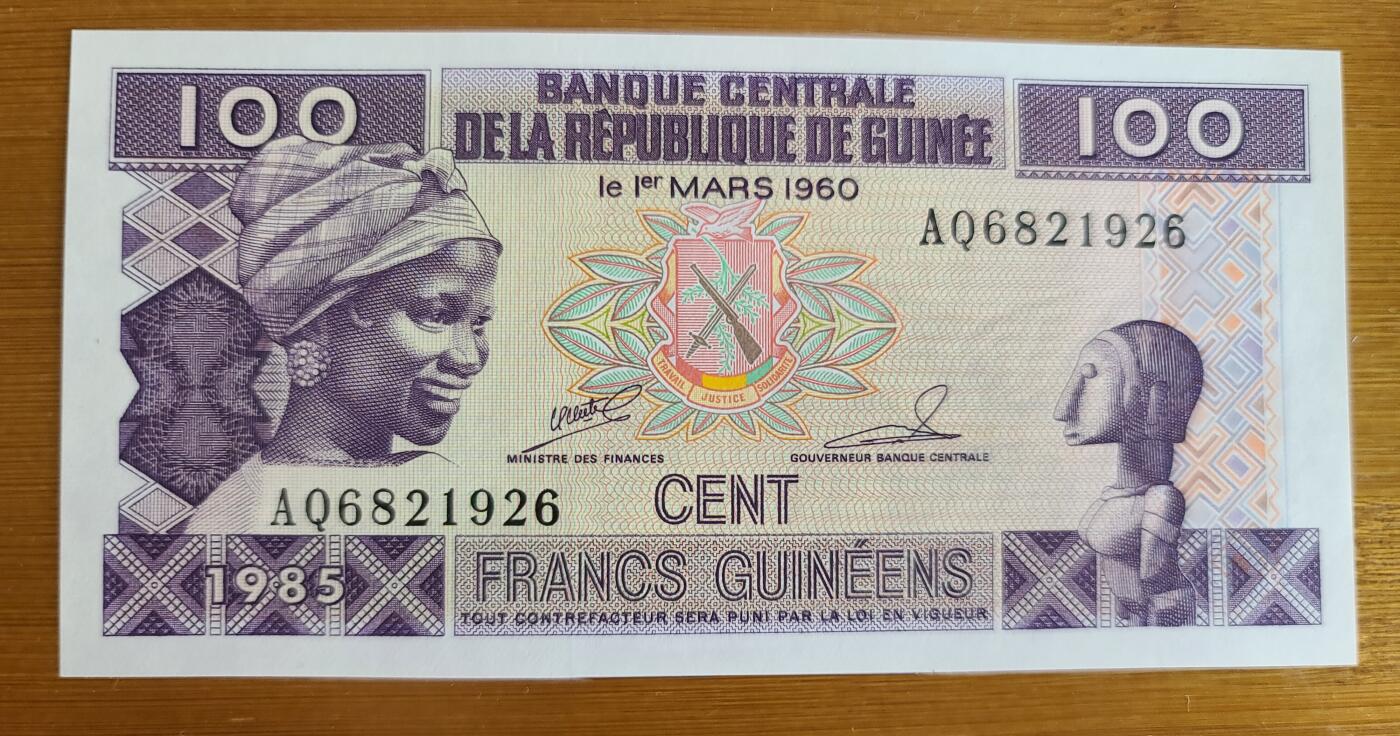 100
BANQUE CENTRALE
DE LA RÉPUBLIQUE DE GUINÉE
100
le 1er MARS 1960
AQ6821926
TRAVAIL JUSTICE SOLIDARITÉ
MINISTRE DES FINANCES
GOUVERNEUR BANQUE CENTRALE
AQ6821926
CENT
FRANCS GUINÉENS
1985
TOUT CONTREFACTEUR SERA PUNI PAR LA LOI EN VIGUEUR